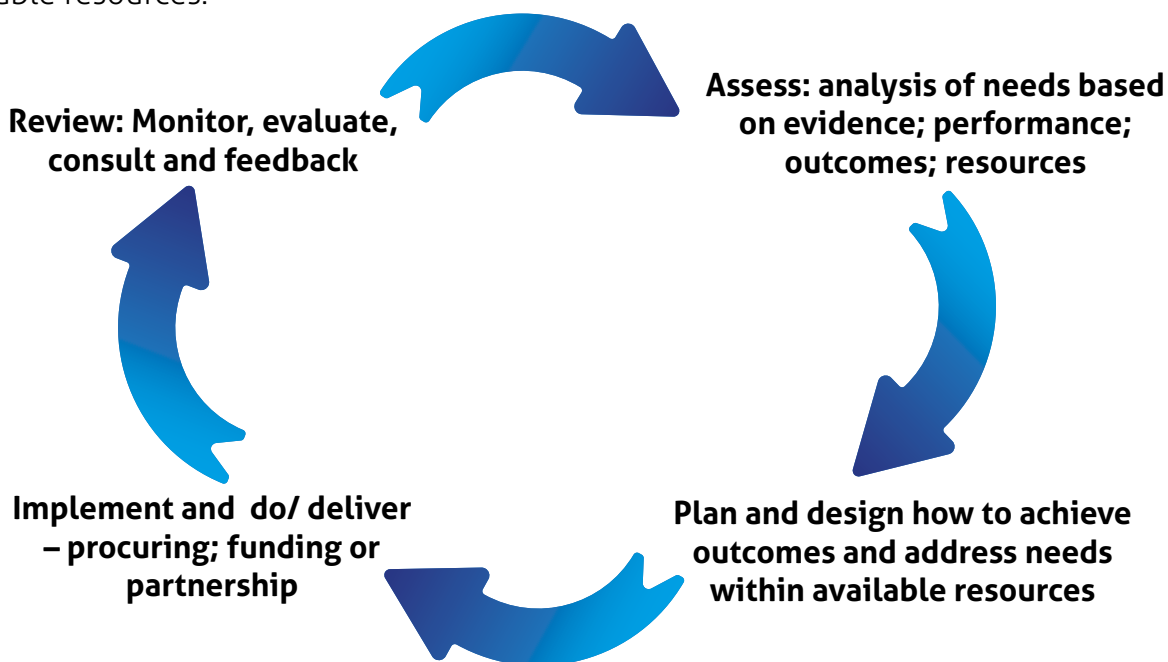 resources.
Review: Monitor, evaluate,
consult and feedback
Assess: analysis of needs based
on evidence; performance;
outcomes; resources
Implement and  do/ deliver
– procuring; funding or
partnership
Plan and design how to achieve
outcomes and address needs
within available resources